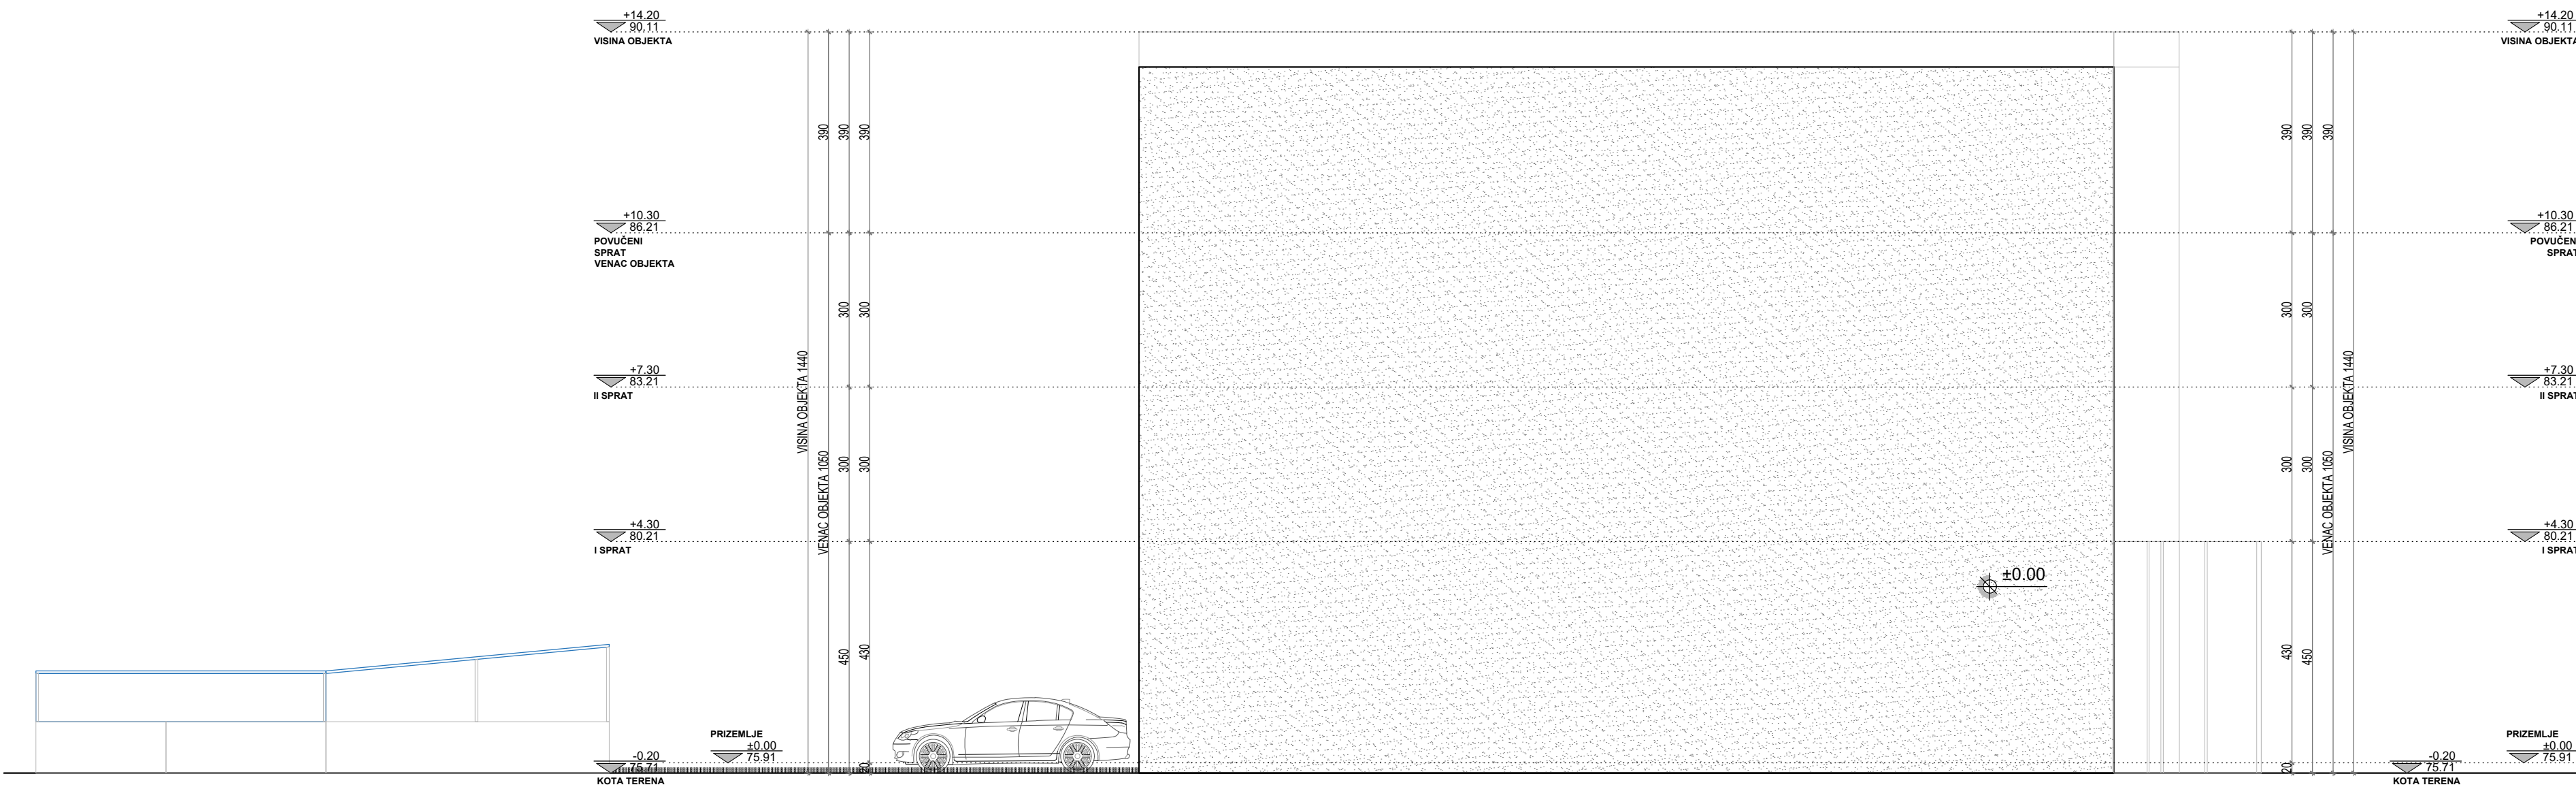 +14.20
90.11
VISINA OBJEKTA
+10.30
86.21
POVUČENI
SPRAT
VENAC OBJEKTA
+7.30
83.21
II SPRAT
+4.30
80.21
I SPRAT
PRIZEMLJE
±0.00
75.91
-0.20
75.71
KOTA TERENA
VISINA OBJEKTA 1440
390
VENAC OBJEKTA 1050
390
300
300
450
390
300
300
430
20
±0.00
390
300
300
430
20
390
300
300
450
390
VENAC OBJEKTA 1050
VISINA OBJEKTA 1440
+14.20
90.11
VISINA OBJEKTA
+10.30
86.21
POVUČENI
SPRAT
+7.30
83.21
II SPRAT
+4.30
80.21
I SPRAT
PRIZEMLJE
±0.00
75.91
-0.20
75.71
KOTA TERENA